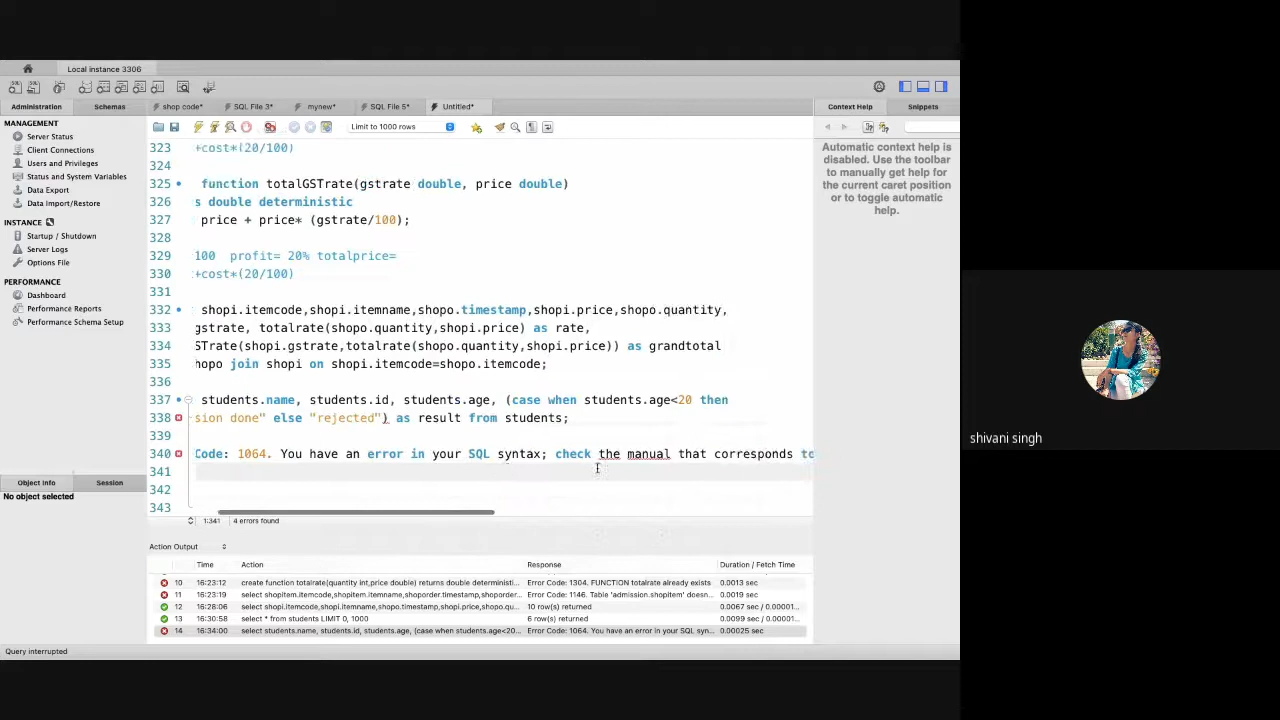 Local instance 3306
Administration Schemas shop code* SQL File 3* mynew* SQL File 5* Untitled* Context Help Snippets
MANAGEMENT
Server Status
Client Connections
Users and Privileges
Status and System Variables
Data Export
Data Import/Restore
INSTANCE
Startup / Shutdown
Server Logs
Options File
PERFORMANCE
Dashboard
Performance Reports
Performance Schema Setup
Object Info Session
No object selected
Limit to 1000 rows
323 +cost*(20/100)
324
325 function totalGSTrate(gstrate double, price double)
326 s double deterministic
327 price + price* (gstrate/100);
328
329 100 profit= 20% totalprice=
330 +cost*(20/100)
331
332 shopi.itemcode,shopi.itemname,shopo.timestamp,shopi.price,shopo.quantity,
333 gstrate, totalrate(shopo.quantity,shopi.price) as rate,
334 STrate(shopi.gstrate,totalrate(shopo.quantity,shopi.price)) as grandtotal
335 hopo join shopi on shopi.itemcode=shopo.itemcode;
336
337 students.name, students.id, students.age, (case when students.age<20 then
338 sion done" else "rejected") as result from students;
339
340 Code: 1064. You have an error in your SQL syntax; check the manual that corresponds to
341
342
343
1:341 4 errors found
Automatic context help is
disabled. Use the toolbar
to manually get help for
the current caret position
or to toggle automatic
help.
Action Output
Time Action Response Duration / Fetch Time
10 16:23:12 create function totalrate(quantity int,price double) returns double deterministi... Error Code: 1304. FUNCTION totalrate already exists 0.0013 sec
11 16:23:19 select shopitem.itemcode,shopitem.itemname,shoporder.timestamp,shoporder... Error Code: 1146. Table 'admission.shopitem' doesn... 0.0019 sec
12 16:28:06 select shopi.itemcode,shopi.itemname,shopo.timestamp,shopi.price,shopo.qu... 10 row(s) returned 0.0067 sec / 0.00001...
13 16:30:58 select * from students LIMIT 0, 1000 6 row(s) returned 0.0099 sec / 0.00001...
14 16:34:00 select students.name, students.id, students.age, (case when students.age<20... Error Code: 1064. You have an error in your SQL syn... 0.00025 sec
Query interrupted
shivani singh